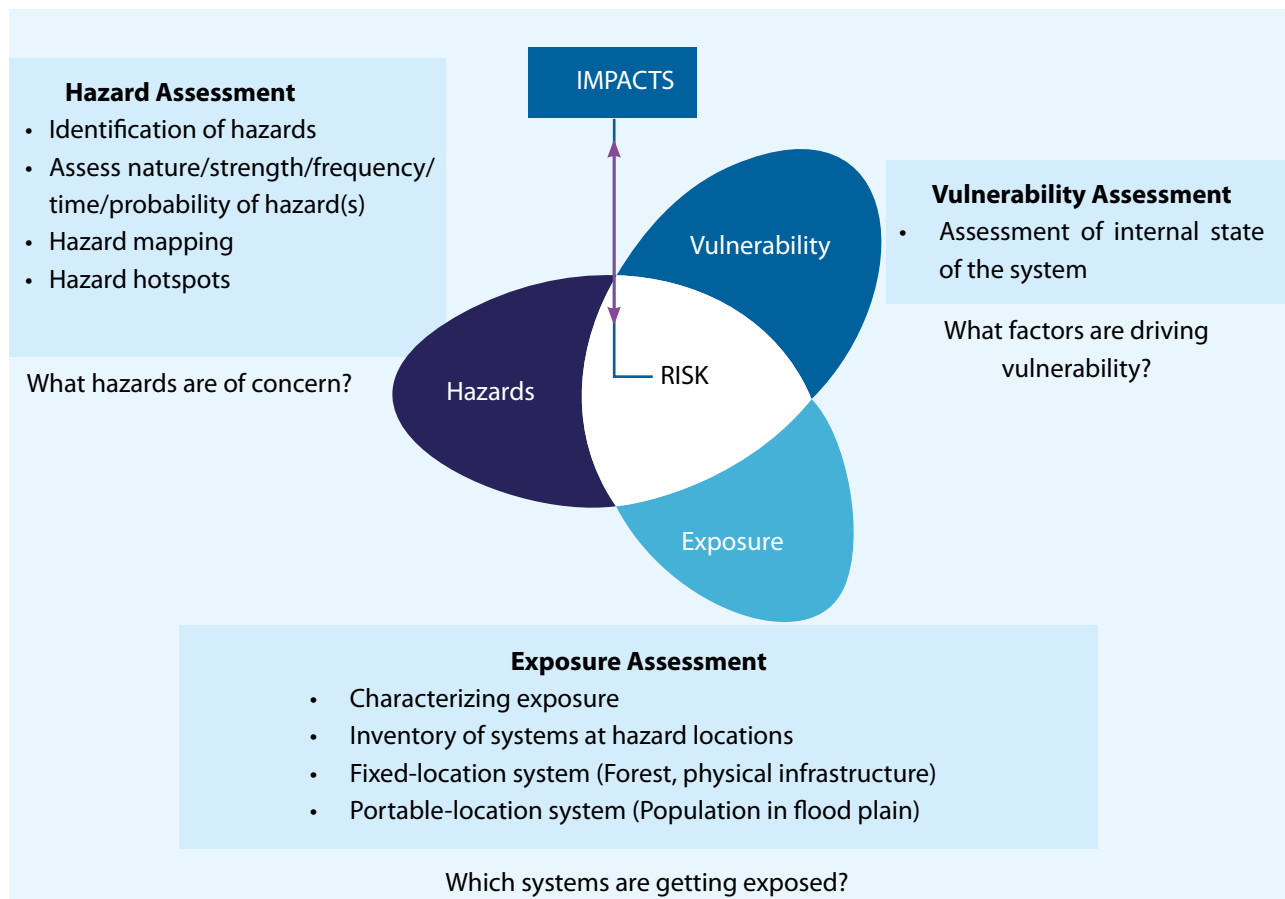 IMPACTS
Hazard Assessment
• Identification of hazards
• Assess nature/strength/frequency/
time/probability of hazard(s)
• Hazard mapping
• Hazard hotspots
What hazards are of concern?
Vulnerability
Vulnerability Assessment
• Assessment of internal state
of the system
What factors are driving
vulnerability?
Hazards
RISK
Exposure
Exposure Assessment
• Characterizing exposure
• Inventory of systems at hazard locations
• Fixed-location system (Forest, physical infrastructure)
• Portable-location system (Population in flood plain)
Which systems are getting exposed?